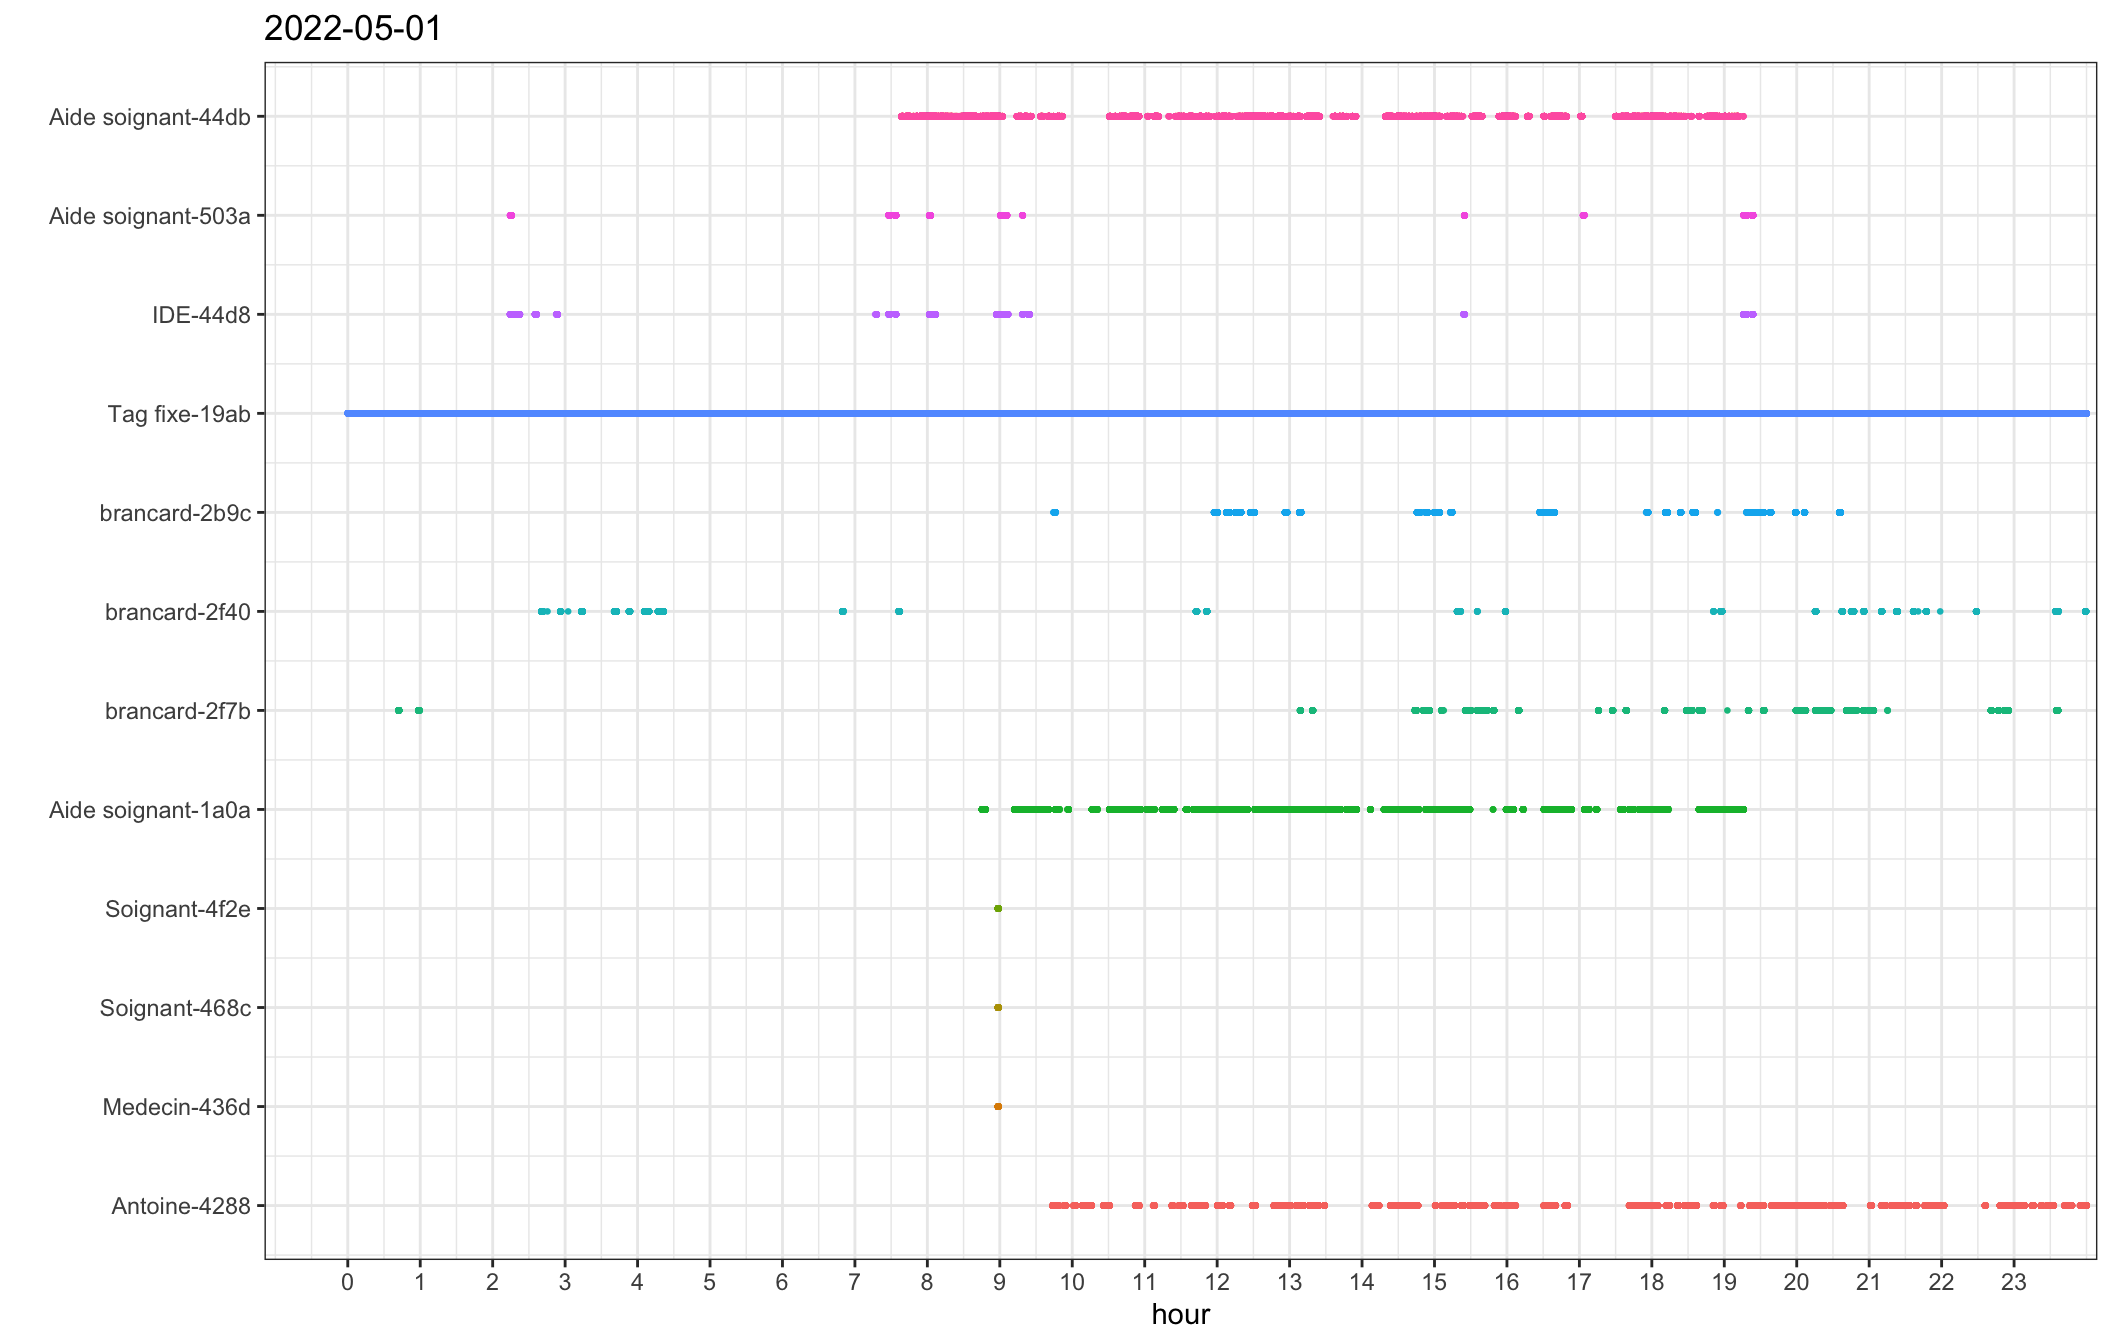 2022-05-01
Aide soignant-44db
Aide soignant-503a
IDE-44d8
Tag fixe-19ab
brancard-2b9c
brancard-2f40
brancard-2f7b
Aide soignant-1a0a
Soignant-4f2e
Soignant-468c
Medecin-436d
Antoine-4288
0 1 2 3 4 5 6 7 8 9 10 11 12 13 14 15 16 17 18 19 20 21 22 23
hour